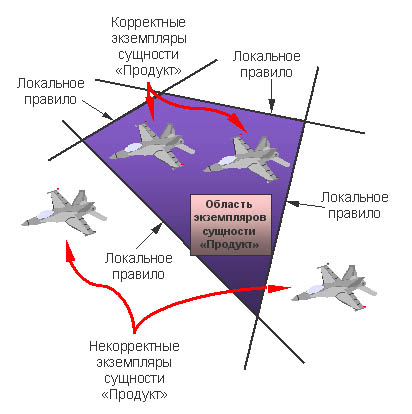 Корректные
экземпляры
сущности
«Продукт»
Локальное
правило
Локальное
правило
Область
экземпляров
сущности
«Продукт»
Локальное
правило
Локальное
правило
Некорректные
экземпляры
сущности
«Продукт»